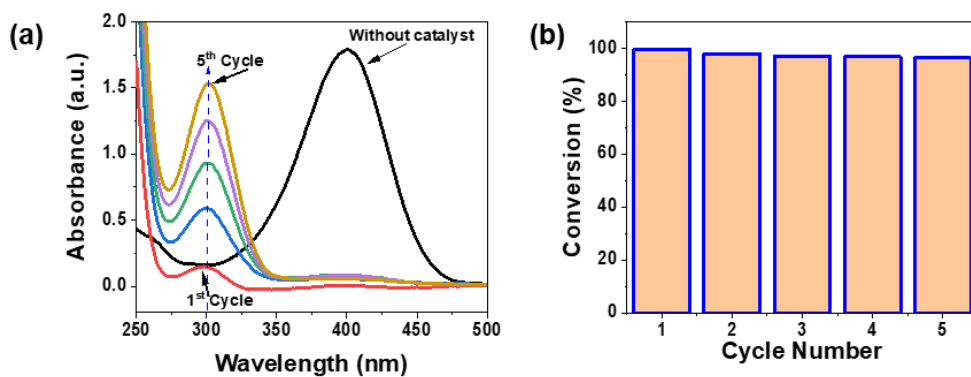 (a)
2.0
1.5
1.0
0.5
0.0
Absorbance (a.u.)
5th Cycle
Without catalyst
1st Cycle
250 300 350 400 450 500
Wavelength (nm)
(b)
100
80
60
40
20
0
Conversion (%)
1 2 3 4 5
Cycle Number